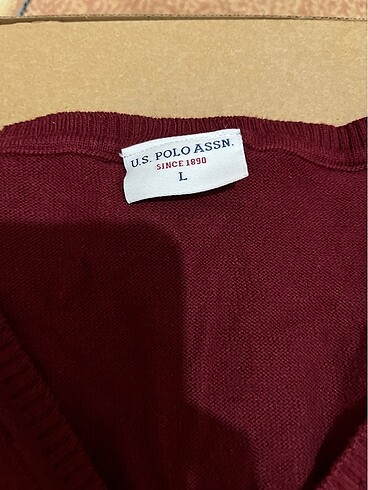 U.S. POLO ASSN.
SINCE 1890
L